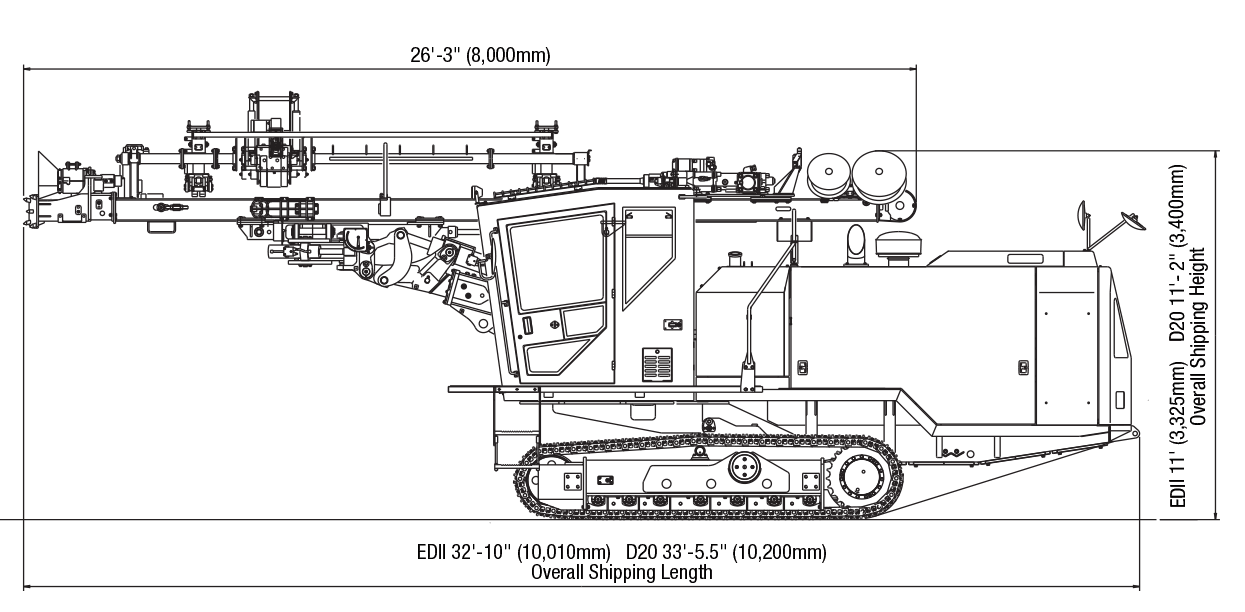 26'-3" (8,000mm)
EDII 11' (3,325mm) D20 11'- 2" (3,400mm)
Overall Shipping Height
EDII 32'-10" (10,010mm) D20 33'-5.5" (10,200mm)
Overall Shipping Length